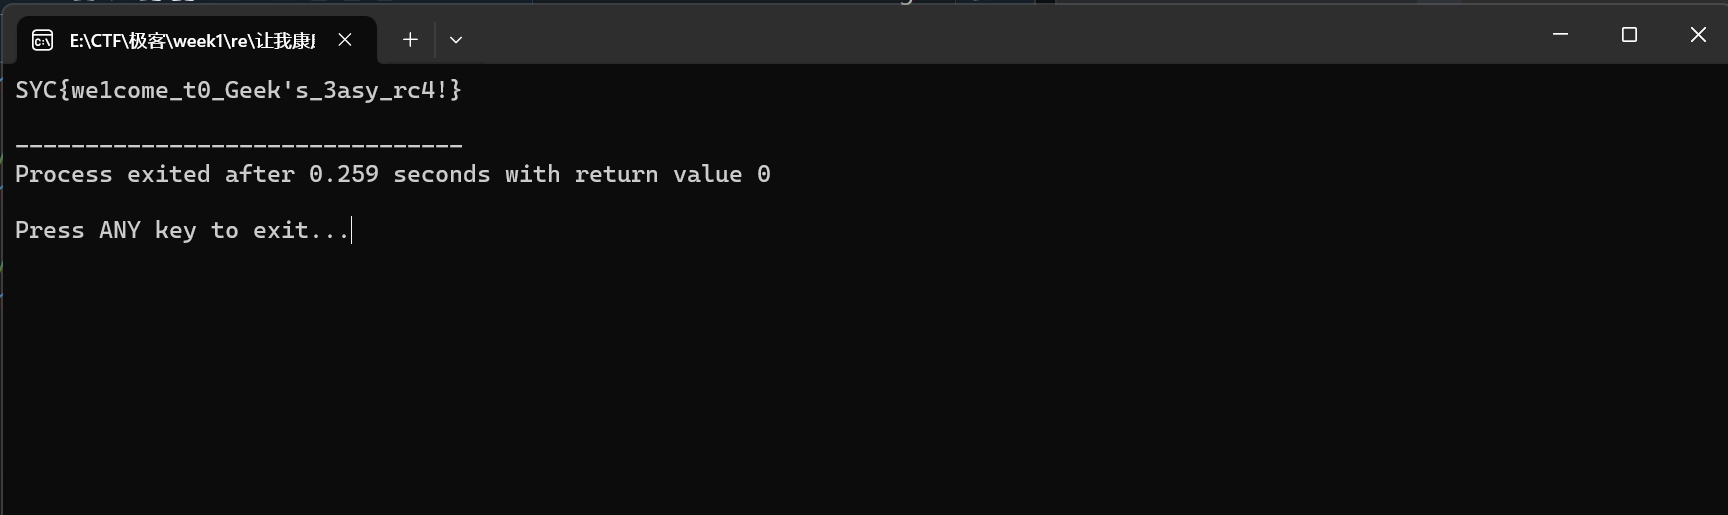 E:\CTF\极客\week1\re\让我康
SYC{we1come_t0_Geek's_3asy_rc4!}
--------------------------------
Process exited after 0.259 seconds with return value 0
Press ANY key to exit...